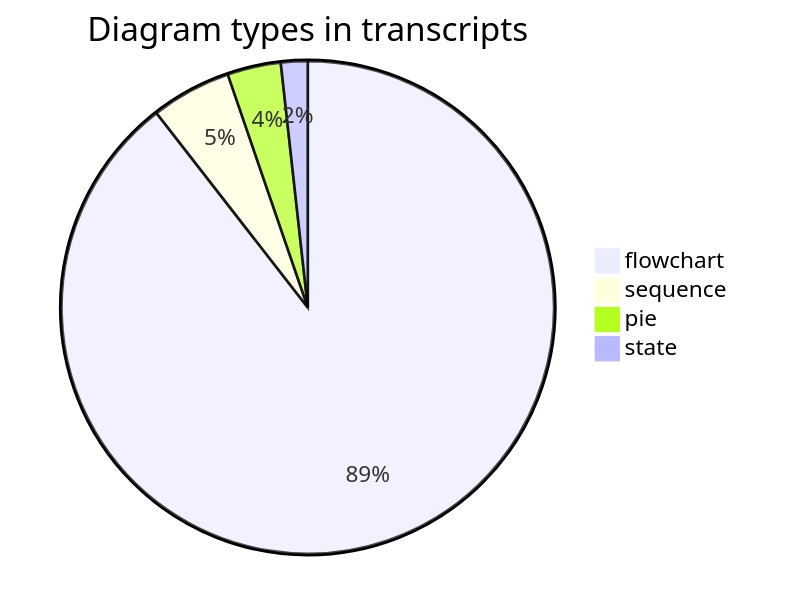 Diagram types in transcripts
5%
4%
2%
89%
flowchart
sequence
pie
state